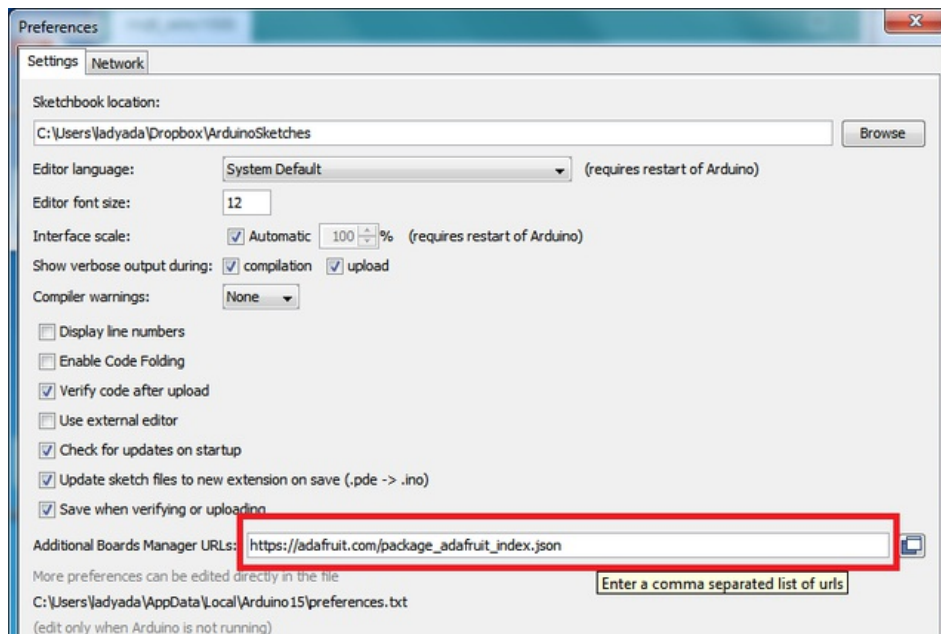 Preferences
Settings Network
Sketchbook location:
C:\Users\ladyada\Dropbox\ArduinoSketches Browse
Editor language: System Default (requires restart of Arduino)
Editor font size: 12
Interface scale: Automatic 100 % (requires restart of Arduino)
Show verbose output during: compilation upload
Compiler warnings: None
Display line numbers
Enable Code Folding
Verify code after upload
Use external editor
Check for updates on startup
Update sketch files to new extension on save (.pde -> .ino)
Save when verifying or uploading
Additional Boards Manager URLs: https://adafruit.com/package_adafruit_index.json
More preferences can be edited directly in the file
Enter a comma separated list of urls
C:\Users\ladyada\AppData\Local\Arduino15\preferences.txt
(edit only when Arduino is not running)